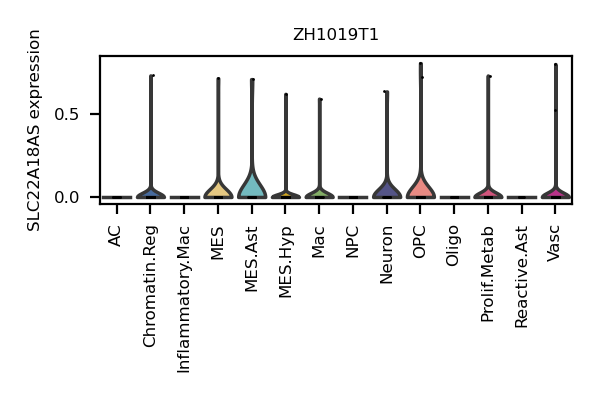 ZH1019T1
SLC22A18AS expression
0.5
0.0
AC
Chromatin.Reg
Inflammatory.Mac
MES
MES.Ast
MES.Hyp
Mac
NPC
Neuron
OPC
Oligo
Prolif.Metab
Reactive.Ast
Vasc